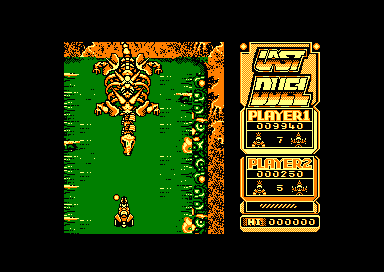 LAST
DUEL
PLAYER1
009940
7
PLAYER2
000250
5
HI 000000